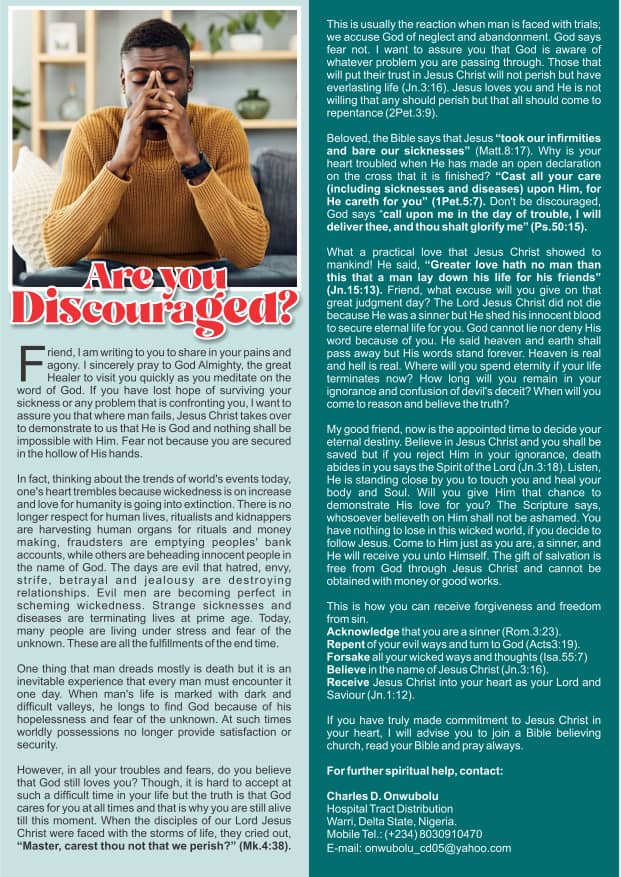 Are you
Discouraged?
Friend, I am writing to you to share in your pains and
agony. I sincerely pray to God Almighty, the great
Healer to visit you quickly as you meditate on the
word of God. If you have lost hope of surviving your
sickness or any problem that is confronting you, I want to
assure you that where man fails, Jesus Christ takes over
to demonstrate to us that He is God and nothing shall be
impossible with Him. Fear not because you are secured
in the hollow of His hands.
In fact, thinking about the trends of world's events today,
one's heart trembles because wickedness is on increase
and love for humanity is going into extinction. There is no
longer respect for human lives, ritualists and kidnappers
are harvesting human organs for rituals and money
making, fraudsters are emptying peoples' bank
accounts, while others are beheading innocent people in
the name of God. The days are evil that hatred, envy,
strife, betrayal and jealousy are destroying
relationships. Evil men are becoming perfect in
scheming wickedness. Strange sicknesses and
diseases are terminating lives at prime age. Today,
many people are living under stress and fear of the
unknown. These are all the fulfillments of the end time.
One thing that man dreads mostly is death but it is an
inevitable experience that every man must encounter it
one day. When man's life is marked with dark and
difficult valleys, he longs to find God because of his
hopelessness and fear of the unknown. At such times
worldly possessions no longer provide satisfaction or
security.
However, in all your troubles and fears, do you believe
that God still loves you? Though, it is hard to accept at
such a difficult time in your life but the truth is that God
cares for you at all times and that is why you are still alive
till this moment. When the disciples of our Lord Jesus
Christ were faced with the storms of life, they cried out,
“Master, carest thou not that we perish?” (Mk.4:38).
This is usually the reaction when man is faced with trials;
we accuse God of neglect and abandonment. God says
fear not. I want to assure you that God is aware of
whatever problem you are passing through. Those that
will put their trust in Jesus Christ will not perish but have
everlasting life (Jn.3:16). Jesus loves you and He is not
willing that any should perish but that all should come to
repentance (2Pet.3:9).
Beloved, the Bible says that Jesus “took our infirmities
and bare our sicknesses” (Matt.8:17). Why is your
heart troubled when He has made an open declaration
on the cross that it is finished? “Cast all your care
(including sicknesses and diseases) upon Him, for
He careth for you” (1Pet.5:7). Don't be discouraged,
God says “call upon me in the day of trouble, I will
deliver thee, and thou shalt glorify me” (Ps.50:15).
What a practical love that Jesus Christ showed to
mankind! He said, “Greater love hath no man than
this that a man lay down his life for his friends”
(Jn.15:13). Friend, what excuse will you give on that
great judgment day? The Lord Jesus Christ did not die
because He was a sinner but He shed his innocent blood
to secure eternal life for you. God cannot lie nor deny His
word because of you. He said heaven and earth shall
pass away but His words stand forever. Heaven is real
and hell is real. Where will you spend eternity if your life
terminates now? How long will you remain in your
ignorance and confusion of devil's deceit? When will you
come to reason and believe the truth?
My good friend, now is the appointed time to decide your
eternal destiny. Believe in Jesus Christ and you shall be
saved but if you reject Him in your ignorance, death
abides in you says the Spirit of the Lord (Jn.3:18). Listen,
He is standing close by you to touch you and heal your
body and Soul. Will you give Him that chance to
demonstrate His love for you? The Scripture says,
whosoever believeth on Him shall not be ashamed. You
have nothing to lose in this wicked world, if you decide to
follow Jesus. Come to Him just as you are, a sinner, and
He will receive you unto Himself. The gift of salvation is
free from God through Jesus Christ and cannot be
obtained with money or good works.
This is how you can receive forgiveness and freedom
from sin.
Acknowledge that you are a sinner (Rom.3:23).
Repent of your evil ways and turn to God (Acts3:19).
Forsake all your wicked ways and thoughts (Isa.55:7)
Believe in the name of Jesus Christ (Jn.3:16).
Receive Jesus Christ into your heart as your Lord and
Saviour (Jn.1:12).
If you have truly made commitment to Jesus Christ in
your heart, I will advise you to join a Bible believing
church, read your Bible and pray always.
For further spiritual help, contact:
Charles D. Onwubolu
Hospital Tract Distribution
Warri, Delta State, Nigeria.
Mobile Tel.: (+234) 8030910470
E-mail: onwubolu_cd05@yahoo.com